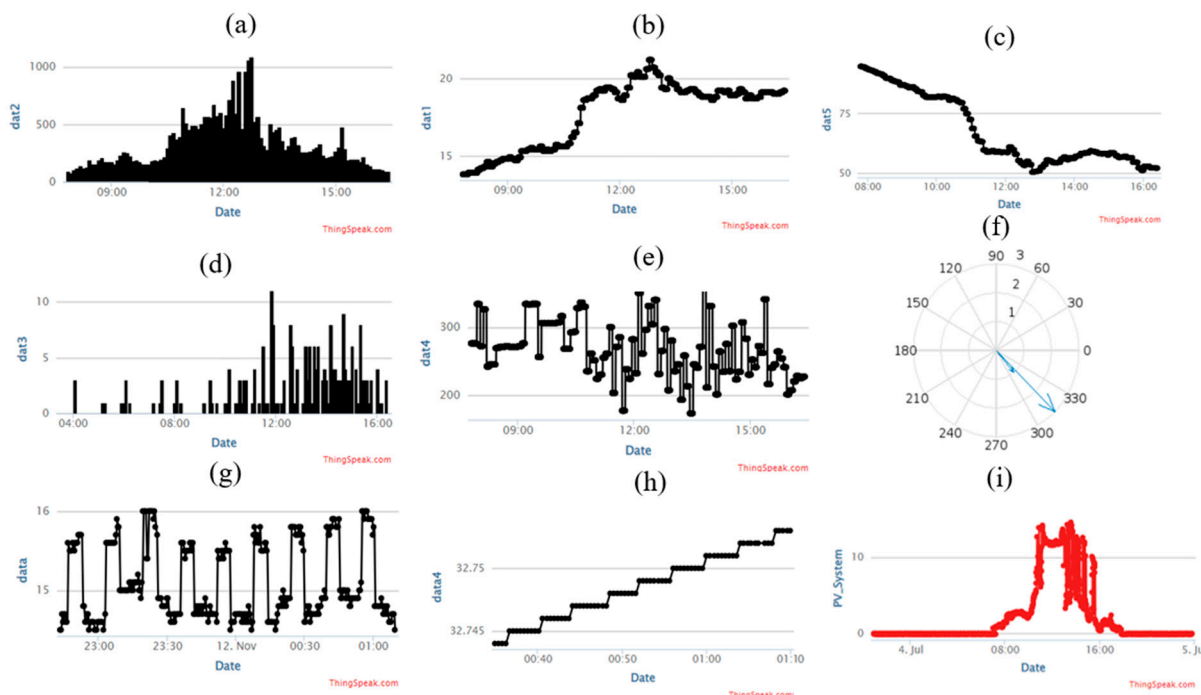 (a)
1000
500
0
dat2
09:00
12:00
15:00
Date
ThingSpeak.com
(b)
20
15
dat1
09:00
12:00
15:00
Date
ThingSpeak.com
(c)
75
50
dat5
08:00
10:00
12:00
14:00
16:00
Date
ThingSpeak.com
(d)
10
5
0
dat3
04:00
08:00
12:00
16:00
Date
ThingSpeak.com
(e)
300
200
dat4
09:00
12:00
15:00
Date
ThingSpeak.com
(f)
90
3
120
60
2
150
30
1
180
0
210
330
240
300
270
(g)
16
15
data
23:00
23:30
12. Nov
00:30
01:00
Date
ThingSpeak.com
(h)
32.75
32.745
data4
00:40
00:50
01:00
01:10
Date
ThingSpeak.com
(i)
10
0
PV_System
4. Jul
08:00
16:00
5. Ju
Date
ThingSpeak.com